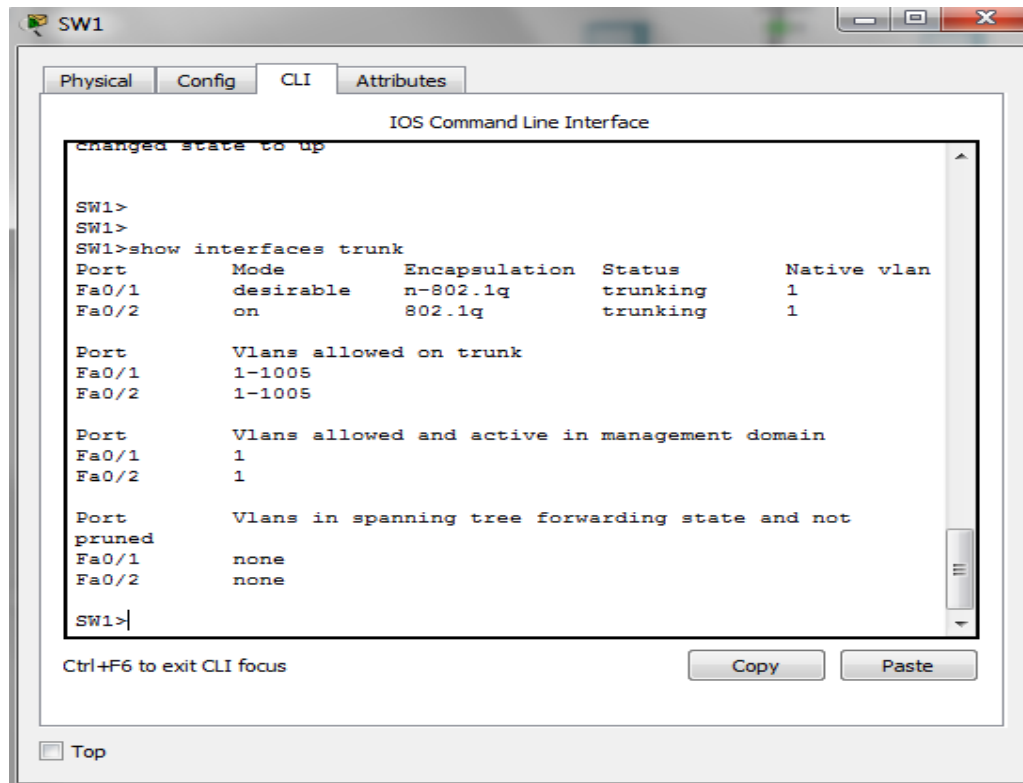 SW1
Physical Config CLI Attributes
IOS Command Line Interface
changed state to up
SW1>
SW1>
SW1>show interfaces trunk
Port Mode Encapsulation Status Native vlan
Fa0/1 desirable n-802.1q trunking 1
Fa0/2 on 802.1q trunking 1
Port Vlans allowed on trunk
Fa0/1 1-1005
Fa0/2 1-1005
Port Vlans allowed and active in management domain
Fa0/1 1
Fa0/2 1
Port Vlans in spanning tree forwarding state and not
pruned
Fa0/1 none
Fa0/2 none
SW1>
Ctrl+F6 to exit CLI focus Copy Paste
Top